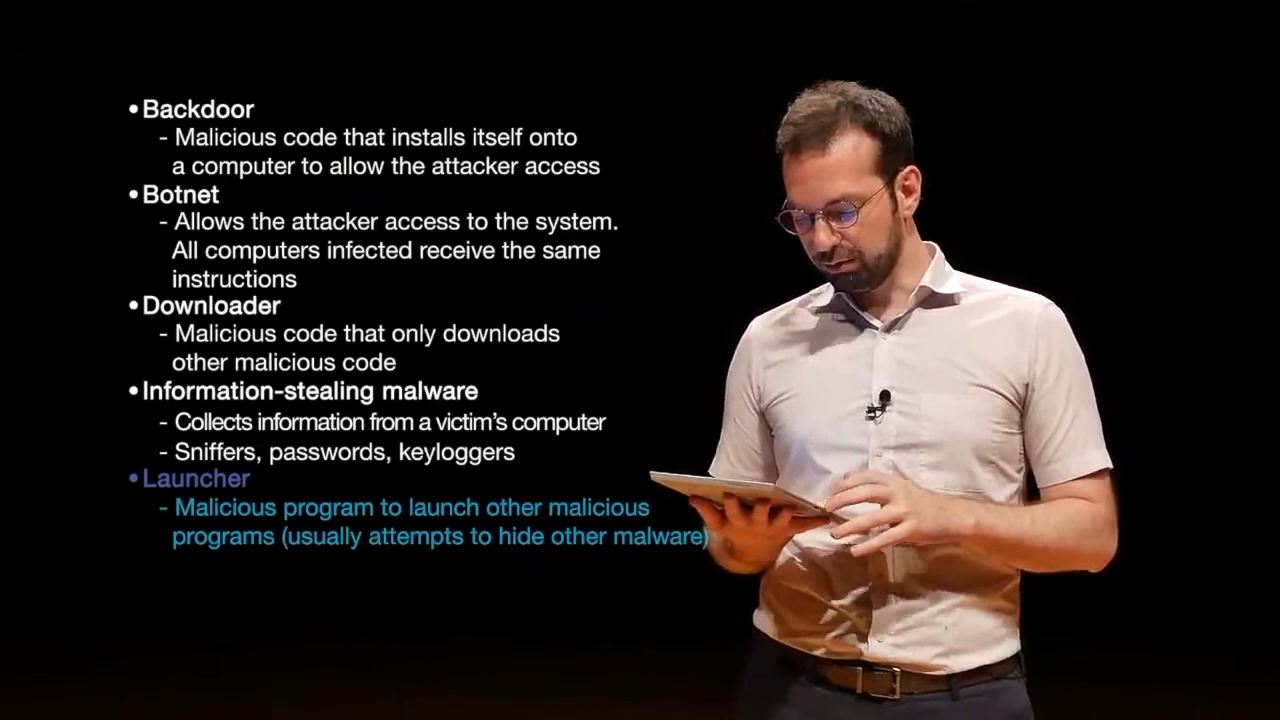 •Backdoor
- Malicious code that installs itself onto
a computer to allow the attacker access
•Botnet
- Allows the attacker access to the system.
All computers infected receive the same
instructions
•Downloader
- Malicious code that only downloads
other malicious code
•Information-stealing malware
- Collects information from a victim's computer
- Sniffers, passwords, keyloggers
•Launcher
- Malicious program to launch other malicious
programs (usually attempts to hide other malware)